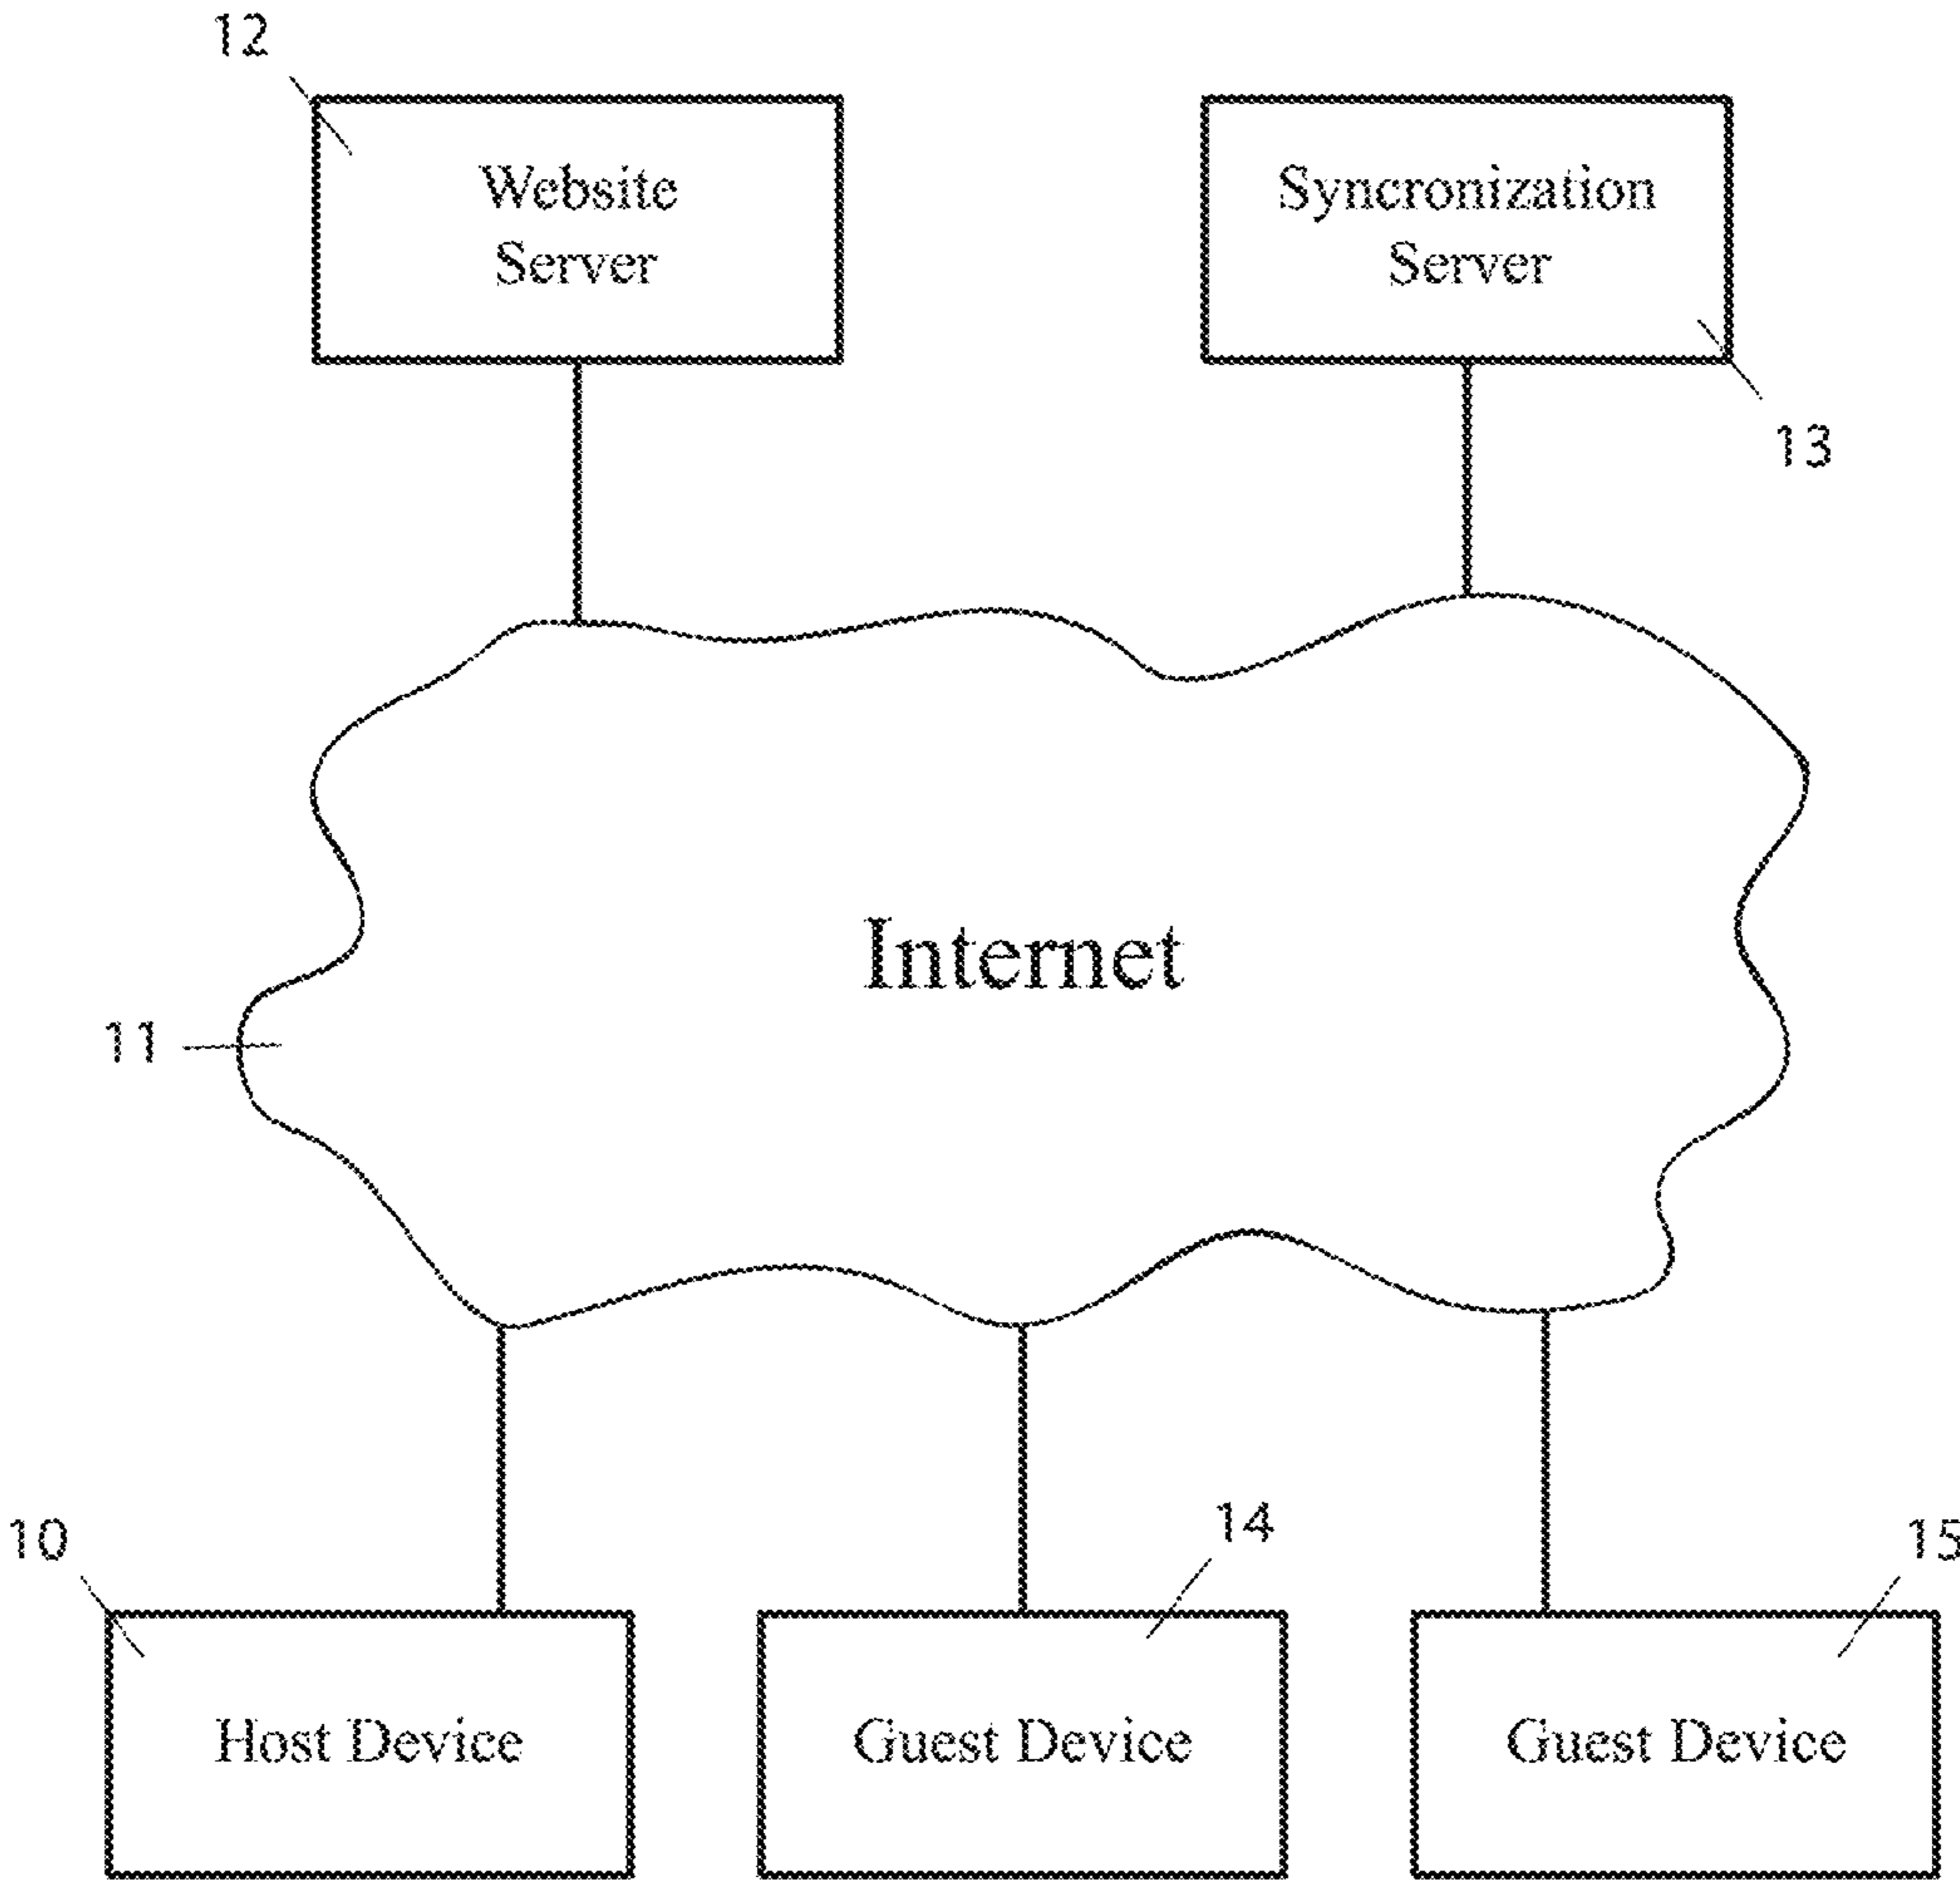 12
Website
Server
Syncronization
Server
13
Internet
11
10
14
15
Host Device
Guest Device
Guest Device